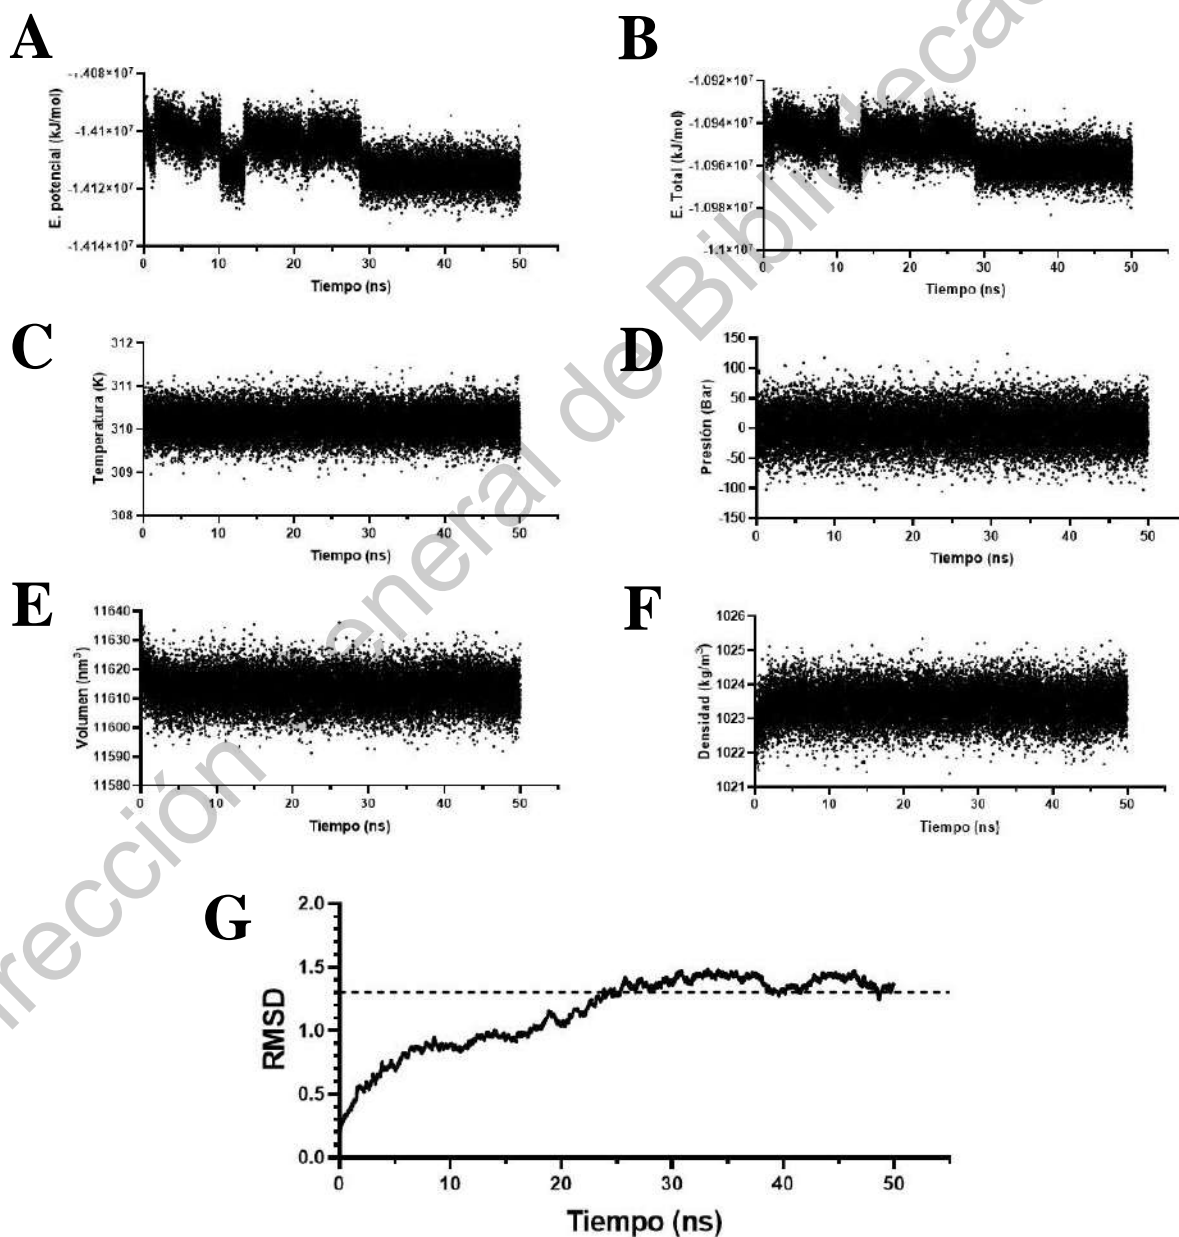 A
B
E. potencial (kJ/mol)
-1.408×10⁷
-1.41×10⁷
-1.412×10⁷
-1.414×10⁷
0 10 20 30 40 50
Tiempo (ns)
E. Total (kJ/mol)
-1.092×10⁷
-1.094×10⁷
-1.096×10⁷
-1.098×10⁷
-1.1×10⁷
0 10 20 30 40 50
Tiempo (ns)
C
D
Temperatura (K)
312
311
310
309
308
0 10 20 30 40 50
Tiempo (ns)
Presión (Bar)
150
100
50
0
-50
-100
-150
0 10 20 30 40 50
Tiempo (ns)
E
F
Volumen (nm³)
11640
11630
11620
11610
11600
11590
11580
0 10 20 30 40 50
Tiempo (ns)
Densidad (kg/m³)
1026
1025
1024
1023
1022
1021
0 10 20 30 40 50
Tiempo (ns)
G
RMSD
2.0
1.5
1.0
0.5
0.0
0 10 20 30 40 50
Tiempo (ns)
de